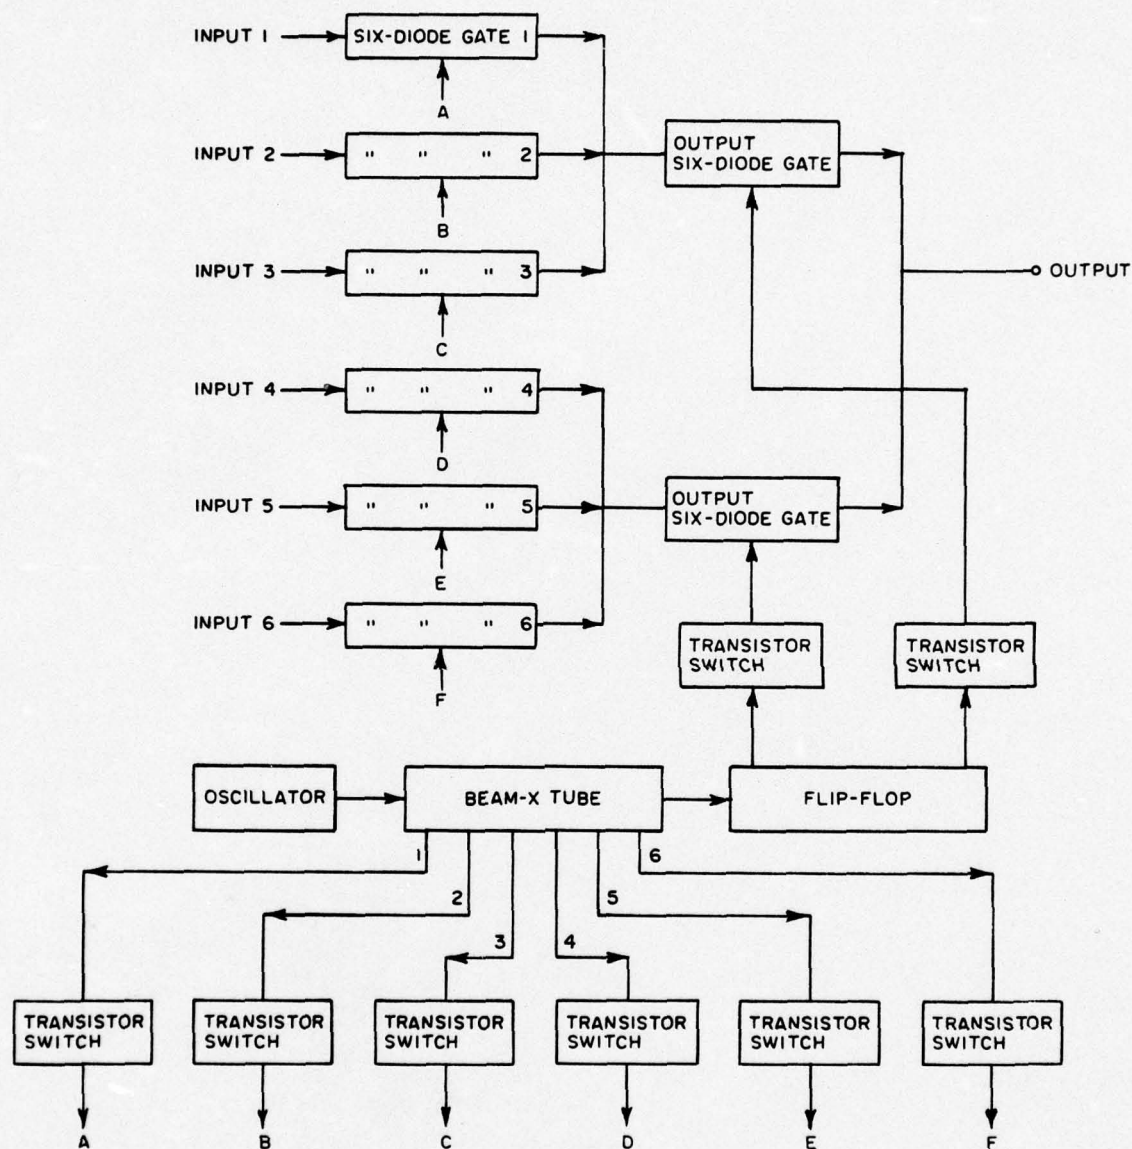 INPUT 1
SIX-DIODE GATE 1
A
INPUT 2
" " " 2
B
OUTPUT
SIX-DIODE GATE
INPUT 3
" " " 3
C
OUTPUT
INPUT 4
" " " 4
D
INPUT 5
" " " 5
E
OUTPUT
SIX-DIODE GATE
INPUT 6
" " " 6
F
TRANSISTOR
SWITCH
TRANSISTOR
SWITCH
OSCILLATOR
BEAM-X TUBE
FLIP-FLOP
1
2
3
4
5
6
TRANSISTOR
SWITCH
TRANSISTOR
SWITCH
TRANSISTOR
SWITCH
TRANSISTOR
SWITCH
TRANSISTOR
SWITCH
TRANSISTOR
SWITCH
A
B
C
D
E
F